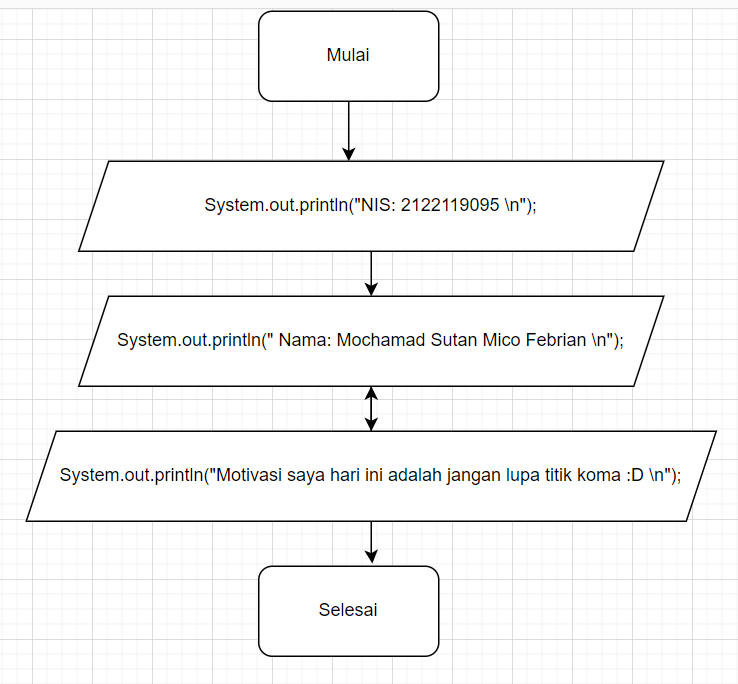 Mulai
System.out.println("NIS: 2122119095 \n");
System.out.println(" Nama: Mochamad Sutan Mico Febrian \n");
System.out.println("Motivasi saya hari ini adalah jangan lupa titik koma :D \n");
Selesai